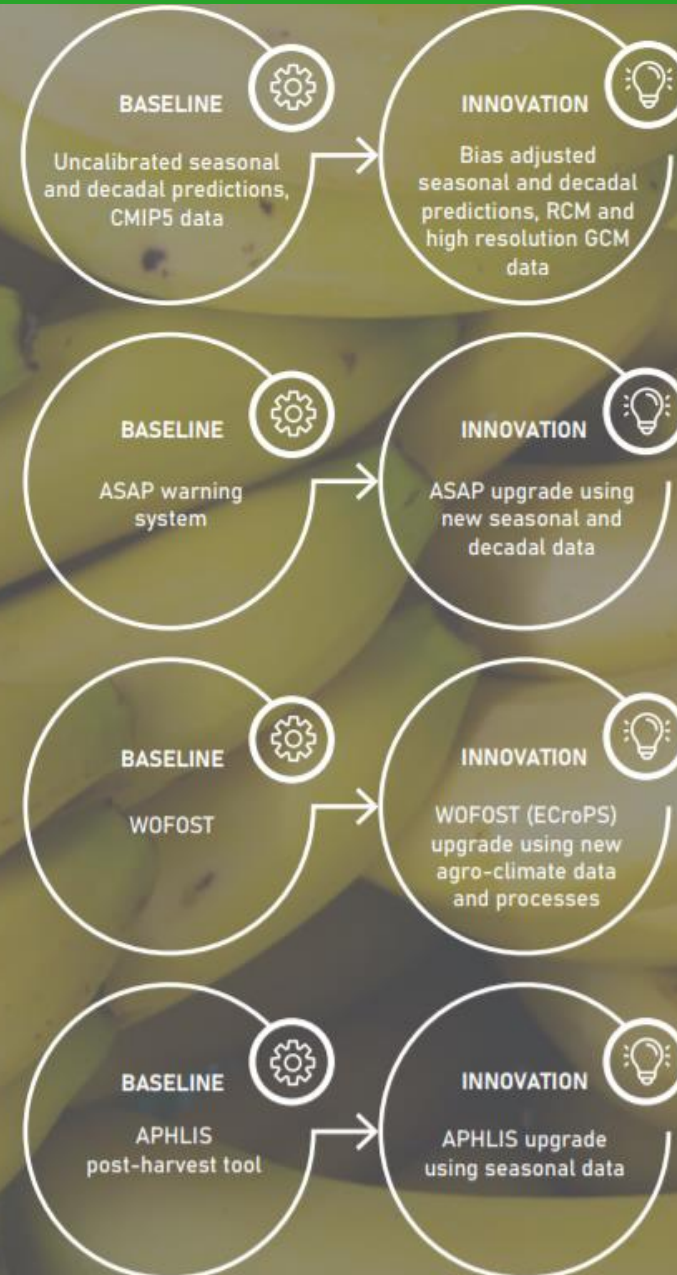 BASELINE
Uncalibrated seasonal
and decadal predictions,
CMIP5 data
INNOVATION
Bias adjusted
seasonal and decadal
predictions, RCM and
high resolution GCM
data
BASELINE
ASAP warning
system
INNOVATION
ASAP upgrade using
new seasonal and
decadal data
BASELINE
WOFOST
INNOVATION
WOFOST (ECroPS)
upgrade using new
agro-climate data
and processes
BASELINE
APHLIS
post-harvest tool
INNOVATION
APHLIS upgrade
using seasonal data